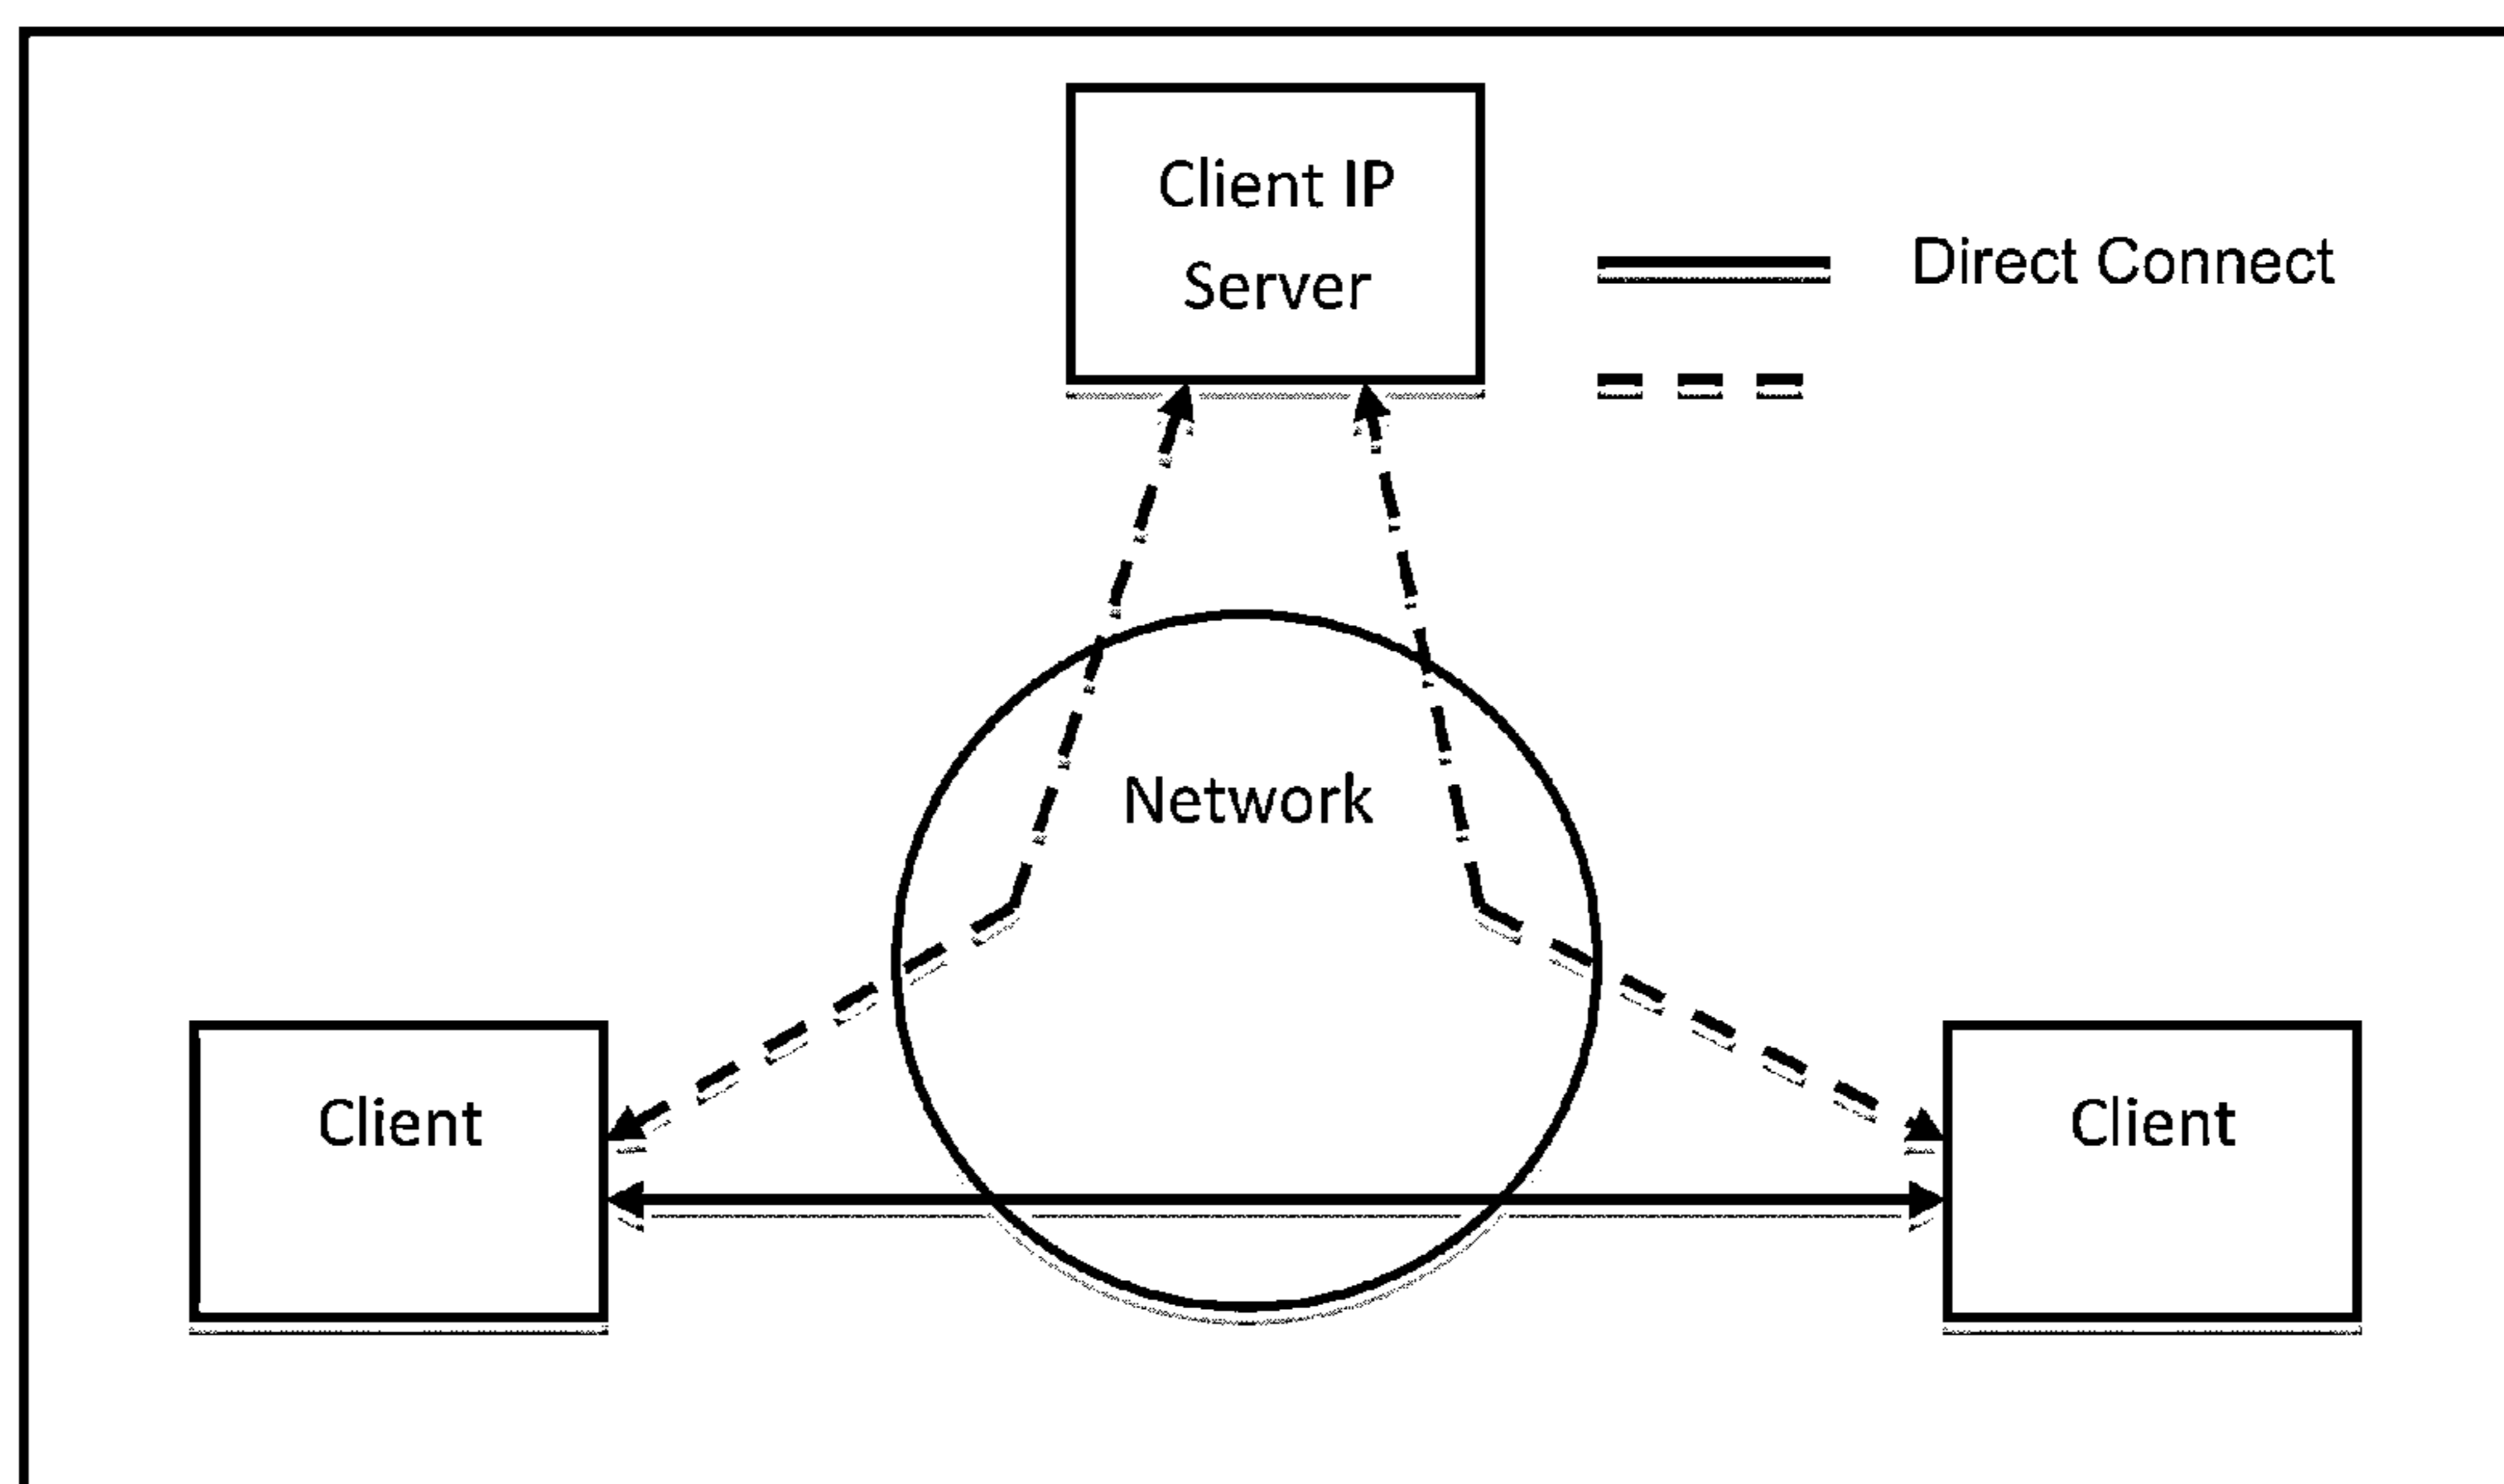 Client IP
Server
Direct Connect
Network
Client
Client